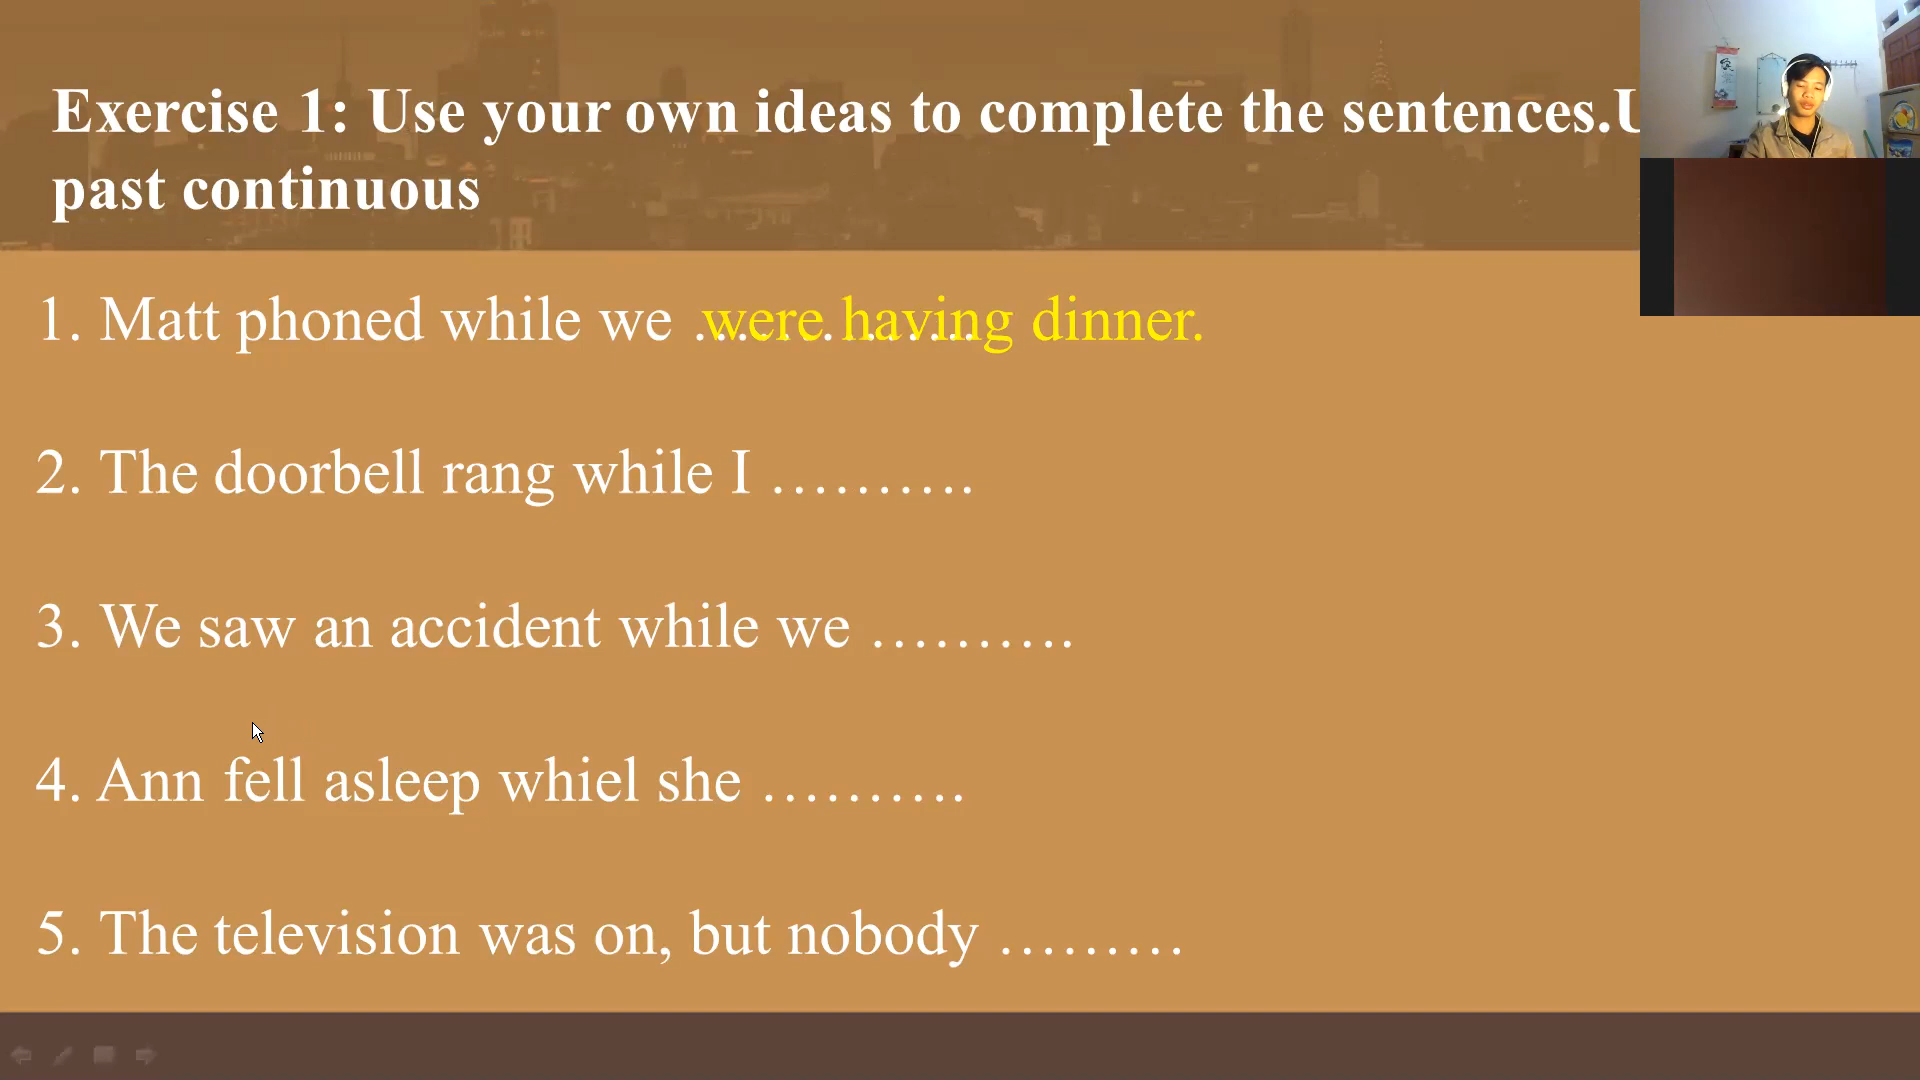 Exercise 1: Use your own ideas to complete the sentences.
past continuous
1. Matt phoned while we ………….. were having dinner.
2. The doorbell rang while I ……….
3. We saw an accident while we ……….
4. Ann fell asleep whiel she ……….
5. The television was on, but nobody ………